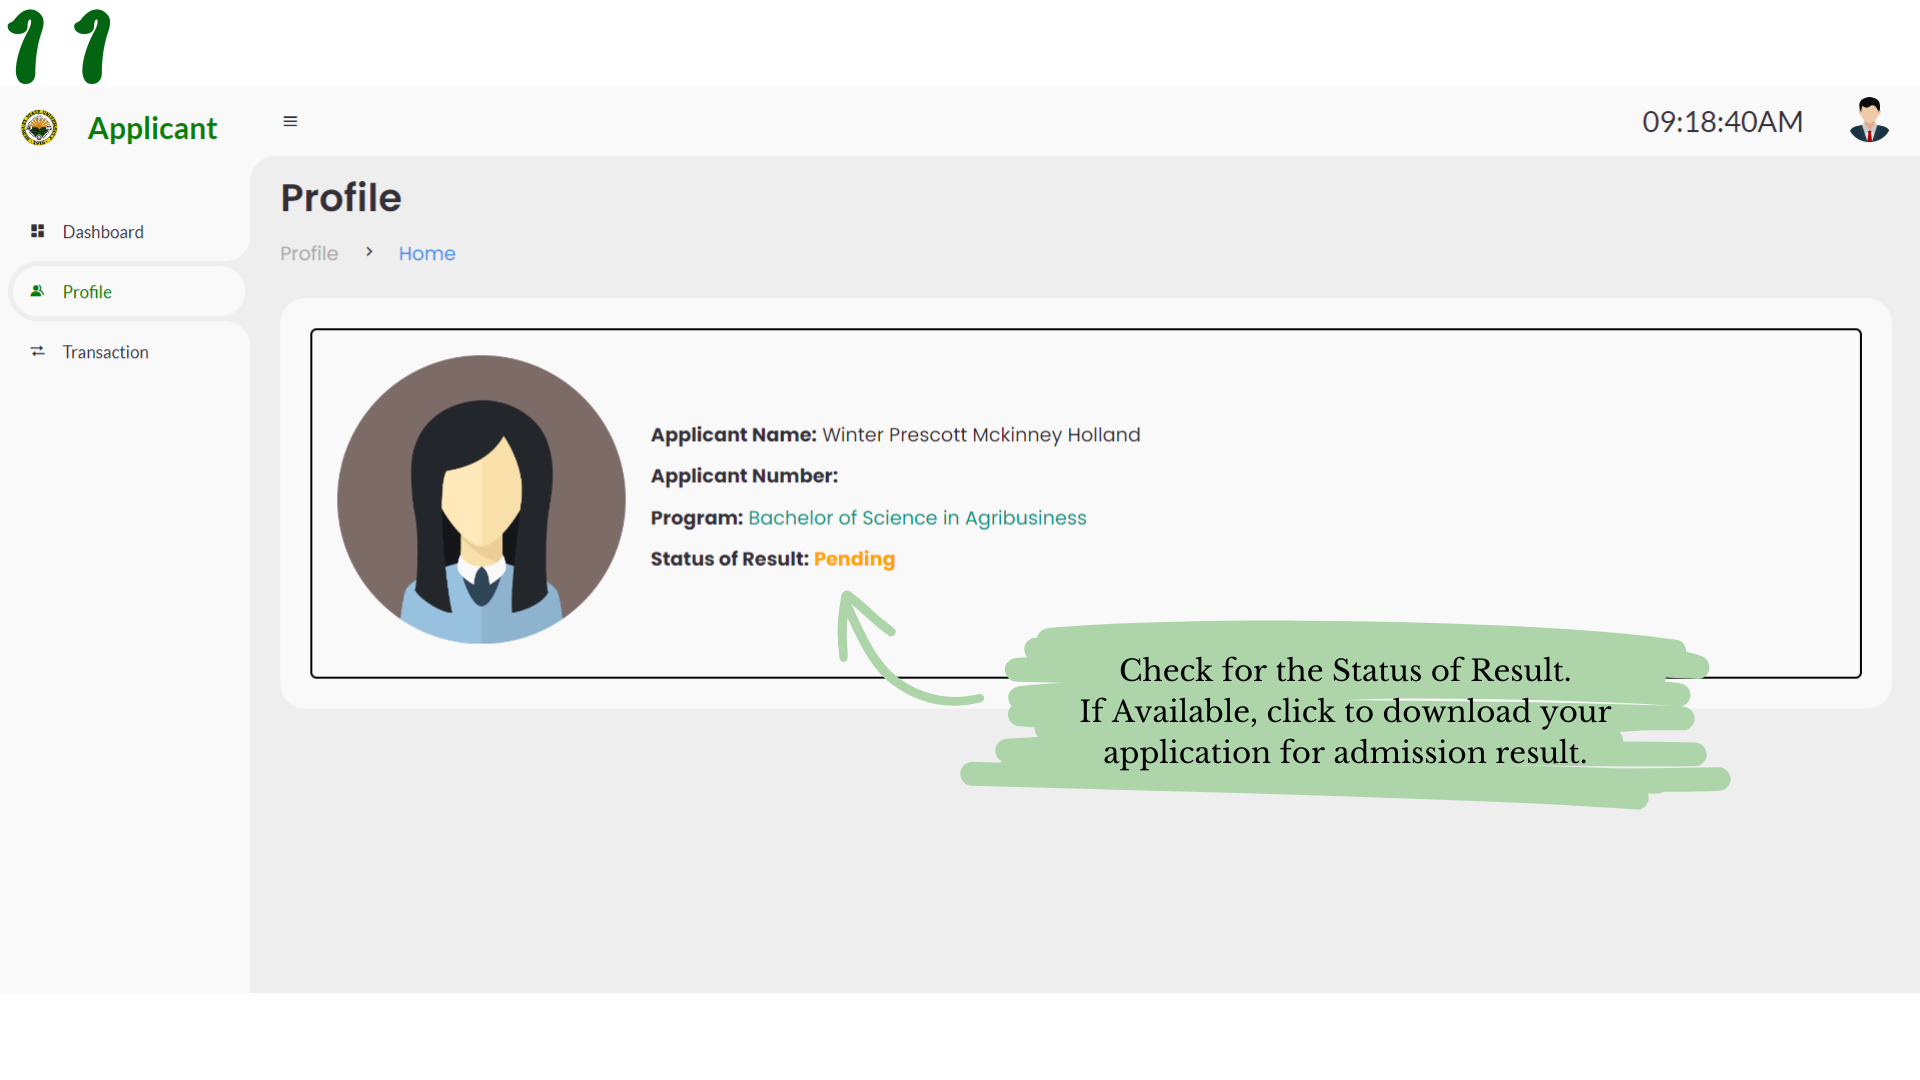 11
Applicant
09:18:40AM
Dashboard
Profile
Transaction
Profile
Profile > Home
Applicant Name: Winter Prescott Mckinney Holland
Applicant Number:
Program: Bachelor of Science in Agribusiness
Status of Result: Pending
Check for the Status of Result.
If Available, click to download your
application for admission result.